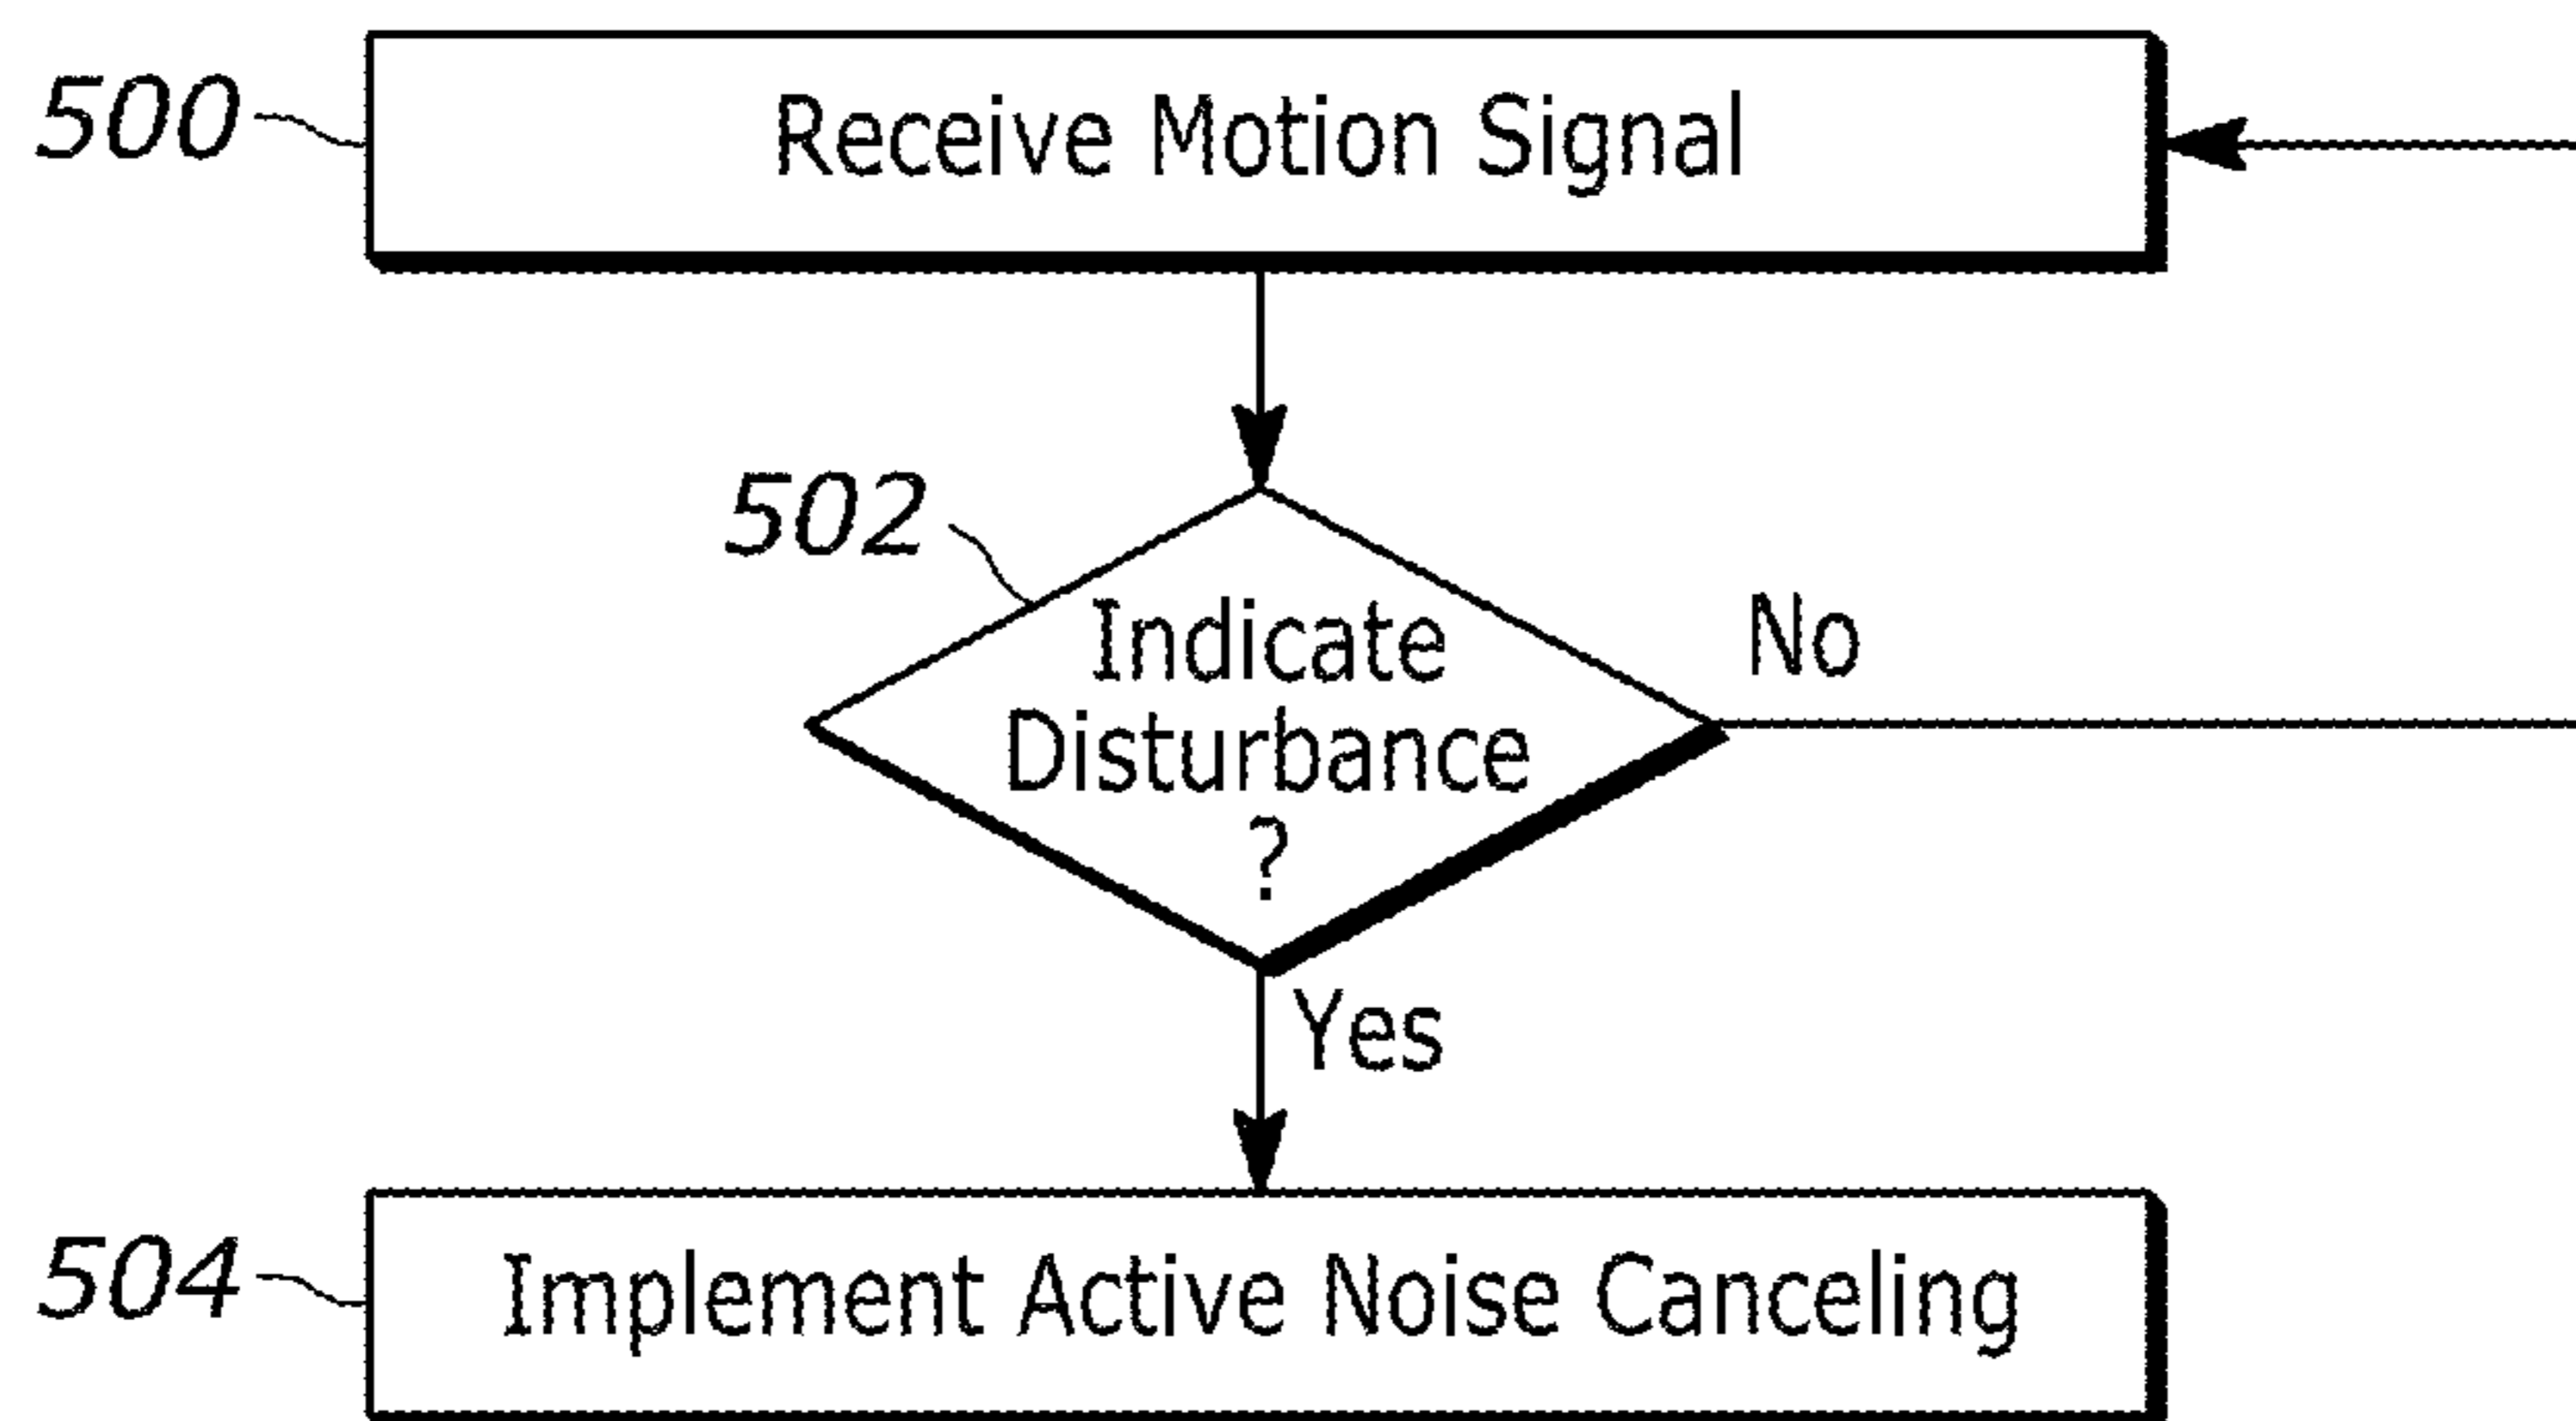 500
Receive Motion Signal
502
Indicate
Disturbance
?
No
Yes
504
Implement Active Noise Canceling